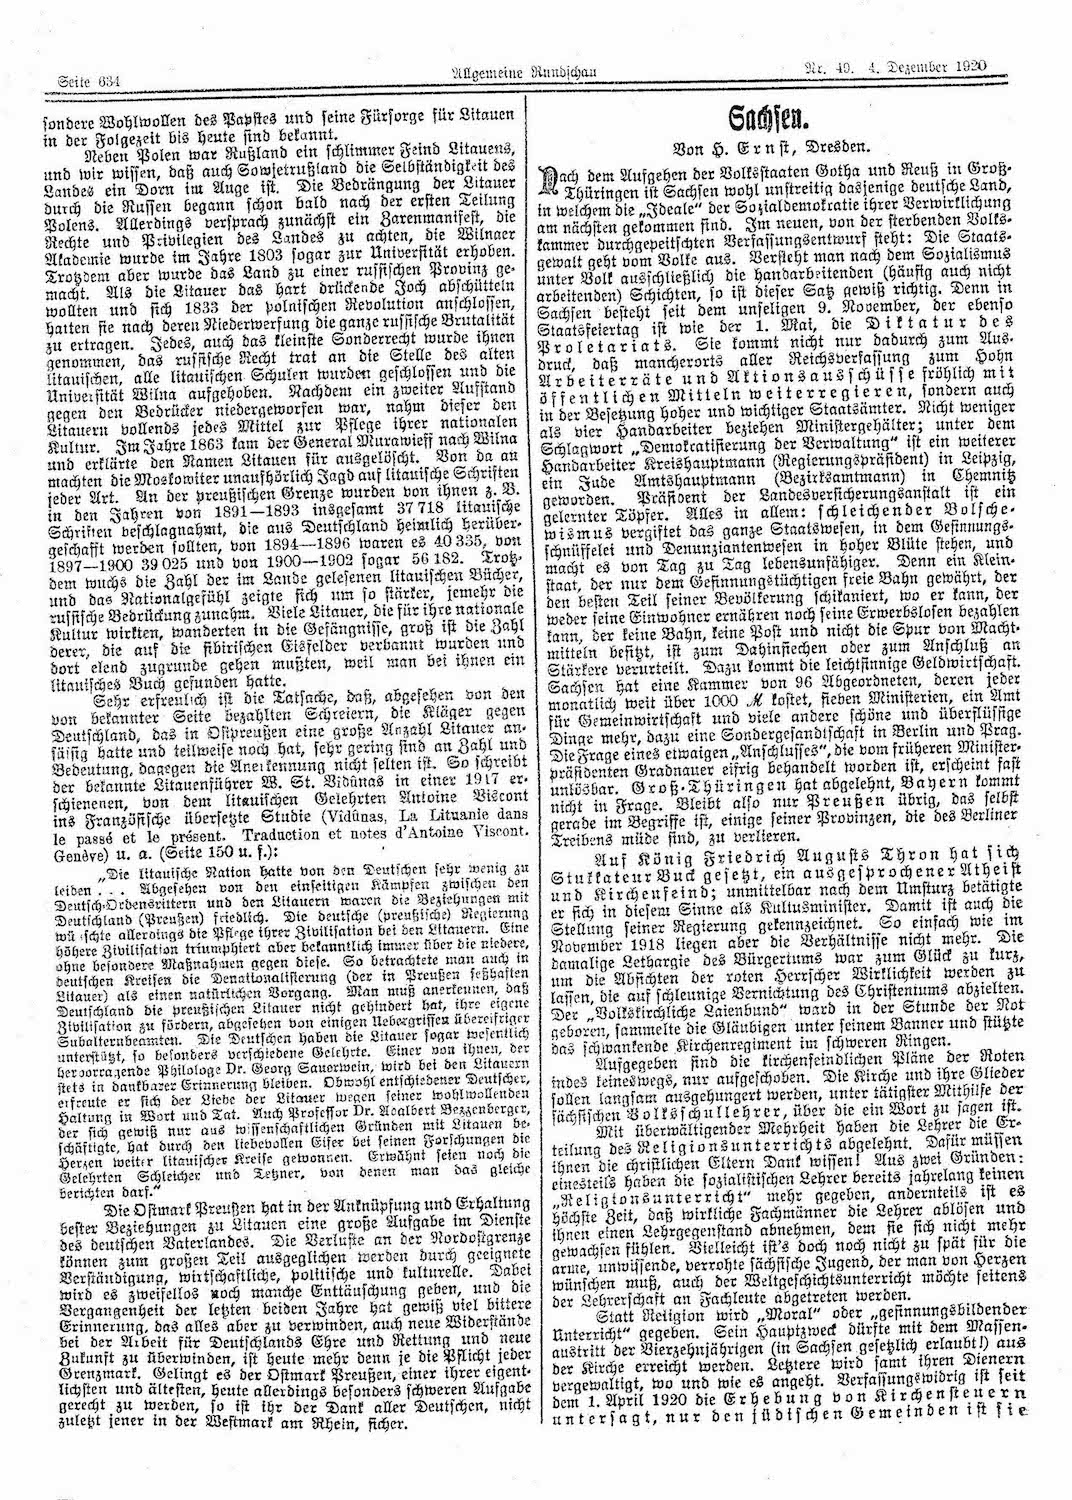 Seite 634
Allgemeine Rundschau
Nr. 49. 4. Dezember 1920
sondere Wohlwollen des Papstes und seine Fürsorge für Litauen
in der Folgezeit bis heute sind bekannt.
Neben Polen war Rußland ein schlimmer Feind Litauens,
und wir wissen, daß auch Sowjetrußland die Selbständigkeit des
Landes ein Dorn im Auge ist. Die Bedrängung der Litauer
durch die Russen begann schon bald nach der ersten Teilung
Polens. Allerdings versprach zunächst ein Zarenmanifest, die
Rechte und Privilegien des Landes zu achten, die Wilnaer
Akademie wurde im Jahre 1803 sogar zur Universität erhoben.
Trotzdem aber wurde das Land zu einer russischen Provinz ge-
macht. Als die Litauer das hart drückende Joch abschütteln
wollten und sich 1833 der polnischen Revolution anschlossen,
hatten sie nach deren Niederwerfung die ganze russische Brutalität
zu ertragen. Jedes, auch das kleinste Sonderrecht wurde ihnen
genommen, das russische Recht trat an die Stelle des alten
litauischen, alle litauischen Schulen wurden geschlossen und die
Universität Wilna aufgehoben. Nachdem ein zweiter Aufstand
gegen den Bedrücker niedergeworfen war, nahm dieser den
Litauern vollends jedes Mittel zur Pflege ihrer nationalen
Kultur. Im Jahre 1863 kam der General Murawieff nach Wilna
und erklärte den Namen Litauen für ausgelöscht. Von da an
machten die Moskowiter unaufhörlich Jagd auf litauische Schriften
jeder Art. An der preußischen Grenze wurden von ihnen z. B.
in den Jahren von 1891—1893 insgesamt 37 718 litauische
Schriften beschlagnahmt, die aus Deutschland heimlich herüber-
geschafft werden sollten, von 1894—1896 waren es 40 335, von
1897—1900 39 025 und von 1900—1902 sogar 56 182. Trotz-
dem wuchs die Zahl der im Lande gelesenen litauischen Bücher,
und das Nationalgefühl zeigte sich um so stärker, jemehr die
russische Bedrückung zunahm. Viele Litauer, die für ihre nationale
Kultur wirkten, wanderten in die Gefängnisse, groß ist die Zahl
derer, die auf die sibirischen Eisfelder verbannt wurden und
dort elend zugrunde gehen mußten, weil man bei ihnen ein
litauisches Buch gefunden hatte.
Sehr erfreulich ist die Tatsache, daß, abgesehen von den
von bekannter Seite bezahlten Schreiern, die Kläger gegen
Deutschland, das in Ostpreußen eine große Anzahl Litauer an-
sässig hatte und teilweise noch hat, sehr gering sind an Zahl und
Bedeutung, dagegen die Anerkennung nicht selten ist. So schreibt
der bekannte Litauenführer W. St. Vidûnas in einer 1917 er-
schienenen, von dem litauischen Gelehrten Antoine Viscont
ins Französische übersetzte Studie (Vidûnas, La Lituanie dans
le passé et le présent. Traduction et notes d'Antoine Viscont.
Genève) u. a. (Seite 150 u. f.):
„Die litauische Nation hatte von den Deutschen sehr wenig zu
leiden . . . Abgesehen von den einseitigen Kämpfen zwischen den
Deutsch-Ordensrittern und den Litauern waren die Beziehungen mit
Deutschland (Preußen) friedlich. Die deutsche (preußische) Regierung
wünschte allerdings die Pflege ihrer Zivilisation bei den Litauern. Eine
höhere Zivilisation triumphiert aber bekanntlich immer über die niedere,
ohne besondere Maßnahmen gegen diese. So betrachtete man auch in
deutschen Kreisen die Denationalisierung (der in Preußen seßhaften
Litauer) als einen natürlichen Vorgang. Man muß anerkennen, daß
Deutschland die preußischen Litauer nicht gehindert hat, ihre eigene
Zivilisation zu fördern, abgesehen von einigen Uebergriffen übereifriger
Subalternbeamten. Die Deutschen haben die Litauer sogar wesentlich
unterstützt, so besonders verschiedene Gelehrte. Einer von ihnen, der
hervorragende Philologe Dr. Georg Sauerwein, wird bei den Litauern
stets in dankbarer Erinnerung bleiben. Obwohl entschiedener Deutscher,
erfreute er sich der Liebe der Litauer wegen seiner wohlwollenden
Haltung in Wort und Tat. Auch Professor Dr. Adalbert Bezzenberger,
der sich gewiß nur aus wissenschaftlichen Gründen mit Litauen be-
schäftigte, hat durch den liebevollen Eifer bei seinen Forschungen die
Herzen weiter litauischer Kreise gewonnen. Erwähnt seien noch die
Gelehrten Schleicher und Tetzner, von denen man das gleiche
berichten darf.“
Die Ostmark Preußen hat in der Anknüpfung und Erhaltung
bester Beziehungen zu Litauen eine große Aufgabe im Dienste
des deutschen Vaterlandes. Die Verluste an der Nordostgrenze
können zum großen Teil ausgeglichen werden durch geeignete
Verständigung, wirtschaftliche, politische und kulturelle. Dabei
wird es zweifellos noch manche Enttäuschung geben, und die
Vergangenheit der letzten beiden Jahre hat gewiß viel bittere
Erinnerung, das alles aber zu verwinden, auch neue Widerstände
bei der Arbeit für Deutschlands Ehre und Rettung und neue
Zukunft zu überwinden, ist heute mehr denn je die Pflicht jeder
Grenzmark. Gelingt es der Ostmark Preußen, einer ihrer eigent-
lichsten und ältesten, heute allerdings besonders schweren Aufgabe
gerecht zu werden, so ist ihr der Dank aller Deutschen, nicht
zuletzt jener in der Westmark am Rhein, sicher.
Sachsen.
Von H. Ernst, Dresden.
Nach dem Aufgehen der Volksstaaten Gotha und Reuß in Groß-
Thüringen ist Sachsen wohl unstreitig dasjenige deutsche Land,
in welchem die „Ideale“ der Sozialdemokratie ihrer Verwirklichung
am nächsten gekommen sind. Im neuen, von der sterbenden Volks-
kammer durchgepeitschten Verfassungsentwurf steht: Die Staats-
gewalt geht vom Volke aus. Versteht man nach dem Sozialismus
unter Volk ausschließlich die handarbeitenden (häufig auch nicht
arbeitenden) Schichten, so ist dieser Satz gewiß richtig. Denn in
Sachsen besteht seit dem unseligen 9. November, der ebenso
Staatsfeiertag ist wie der 1. Mai, die Diktatur des
Proletariats. Sie kommt nicht nur dadurch zum Aus-
druck, daß mancherorts aller Reichsverfassung zum Hohn
Arbeiterräte und Aktionsausschüsse fröhlich mit
öffentlichen Mitteln weiterregieren, sondern auch
in der Besetzung hoher und wichtiger Staatsämter. Nicht weniger
als vier Handarbeiter beziehen Ministergehälter; unter dem
Schlagwort „Demokratisierung der Verwaltung“ ist ein weiterer
Handarbeiter Kreishauptmann (Regierungspräsident) in Leipzig,
ein Jude Amtshauptmann (Bezirksamtmann) in Chemnitz
geworden. Präsident der Landesversicherungsanstalt ist ein
gelernter Töpfer. Alles in allem: schleichender Bolsche-
wismus vergiftet das ganze Staatswesen, in dem Gesinnungs-
schnüffelei und Denunziantenwesen in hoher Blüte stehen, und
macht es von Tag zu Tag lebensunfähiger. Denn ein Klein-
staat, der nur dem Gesinnungstüchtigen freie Bahn gewährt, der
den besten Teil seiner Bevölkerung schikaniert, wo er kann, der
weder seine Einwohner ernähren noch seine Erwerbslosen bezahlen
kann, der keine Bahn, keine Post und nicht die Spur von Macht-
mitteln besitzt, ist zum Dahinsiechen oder zum Anschluß an
Stärkere verurteilt. Dazu kommt die leichtsinnige Geldwirtschaft.
Sachsen hat eine Kammer von 96 Abgeordneten, deren jeder
monatlich weit über 1000 ℳ kostet, sieben Ministerien, ein Amt
für Gemeinwirtschaft und viele andere schöne und überflüssige
Dinge mehr, dazu eine Sondergesandtschaft in Berlin und Prag.
Die Frage eines etwaigen „Anschlusses“, die vom früheren Minister-
präsidenten Gradnauer eifrig behandelt worden ist, erscheint fast
unlösbar. Groß-Thüringen hat abgelehnt, Bayern kommt
nicht in Frage. Bleibt also nur Preußen übrig, das selbst
gerade im Begriffe ist, einige seiner Provinzen, die des Berliner
Treibens müde sind, zu verlieren.
Auf König Friedrich Augusts Thron hat sich
Stukkateur Buck gesetzt, ein ausgesprochener Atheist
und Kirchenfeind; unmittelbar nach dem Umsturz betätigte
er sich in diesem Sinne als Kultusminister. Damit ist auch die
Stellung seiner Regierung gekennzeichnet. So einfach wie im
November 1918 liegen aber die Verhältnisse nicht mehr. Die
damalige Lethargie des Bürgertums war zum Glück zu kurz,
um die Absichten der roten Herrscher Wirklichkeit werden zu
lassen, die auf schleunige Vernichtung des Christentums abzielten.
Der „Volkskirchliche Laienbund“ ward in der Stunde der Not
geboren, sammelte die Gläubigen unter seinem Banner und stützte
das schwankende Kirchenregiment im schweren Ringen.
Aufgegeben sind die kirchenfeindlichen Pläne der Roten
indes keineswegs, nur aufgeschoben. Die Kirche und ihre Glieder
sollen langsam ausgehungert werden, unter tätigster Mithilfe der
sächsischen Volksschullehrer, über die ein Wort zu sagen ist.
Mit überwältigender Mehrheit haben die Lehrer die Er-
teilung des Religionsunterrichts abgelehnt. Dafür müssen
ihnen die christlichen Eltern Dank wissen! Aus zwei Gründen:
einesteils haben die sozialistischen Lehrer bereits jahrelang keinen
„Religionsunterricht“ mehr gegeben, andernteils ist es
höchste Zeit, daß wirkliche Fachmänner die Lehrer ablösen und
ihnen einen Lehrgegenstand abnehmen, dem sie sich nicht mehr
gewachsen fühlen. Vielleicht ist's doch noch nicht zu spät für die
arme, unwissende, verrohte sächsische Jugend, der man von Herzen
wünschen muß, auch der Weltgeschichtsunterricht möchte seitens
der Lehrerschaft an Fachleute abgetreten werden.
Statt Religion wird „Moral“ oder „gesinnungsbildender
Unterricht“ gegeben. Sein Hauptzweck dürfte mit dem Massen-
austritt der Vierzehnjährigen (in Sachsen gesetzlich erlaubt!) aus
der Kirche erreicht werden. Letztere wird samt ihren Dienern
vergewaltigt, wo und wie es angeht. Verfassungswidrig ist seit
dem 1. April 1920 die Erhebung von Kirchensteuern
untersagt, nur den jüdischen Gemeinden ist sie